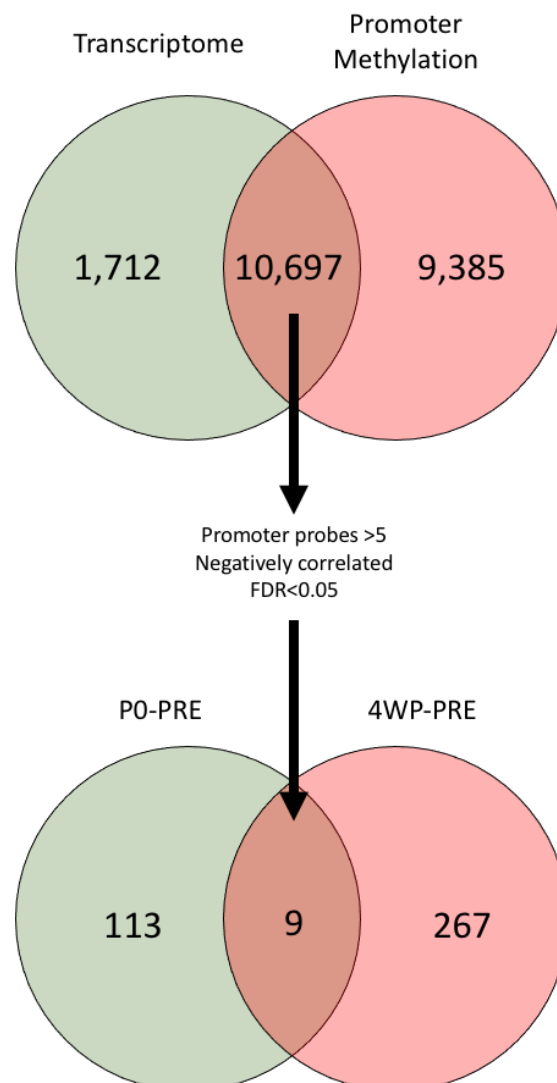 Transcriptome
Promoter
Methylation
1,712
10,697
9,385
Promoter probes >5
Negatively correlated
FDR<0.05
P0-PRE
4WP-PRE
113
9
267